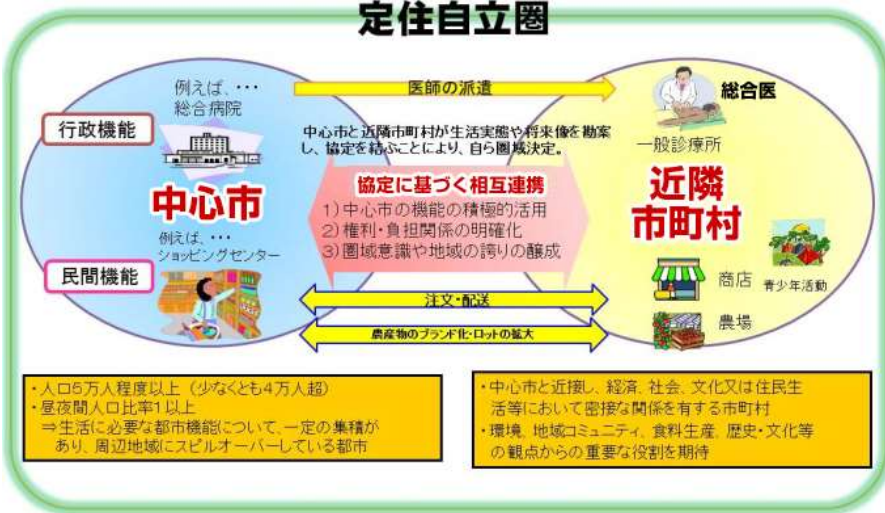 定住自立圏
例えば、・・・
総合病院
行政機能
中心市
例えば、・・・
ショッピングセンター
民間機能
医師の派遣
中心市と近隣市町村が生活実態や将来像を勘案
し、協定を結ぶことにより、自ら圏域決定。
協定に基づく相互連携
1)中心市の機能の積極的活用
2)権利・負担関係の明確化
3)圏域意識や地域の誇りの醸成
注文・配送
農産物のブランド化・ロットの拡大
総合医
一般診療所
近隣
市町村
商店
青少年活動
農場
・人口5万人程度以上（少なくとも4万人超）
・昼夜間人口比率1以上
⇒生活に必要な都市機能について、一定の集積が
あり、周辺地域にスピルオーバーしている都市
・中心市と近接し、経済、社会、文化又は住民生
活等において密接な関係を有する市町村
・環境、地域コミュニティ、食料生産、歴史・文化等
の観点からの重要な役割を期待